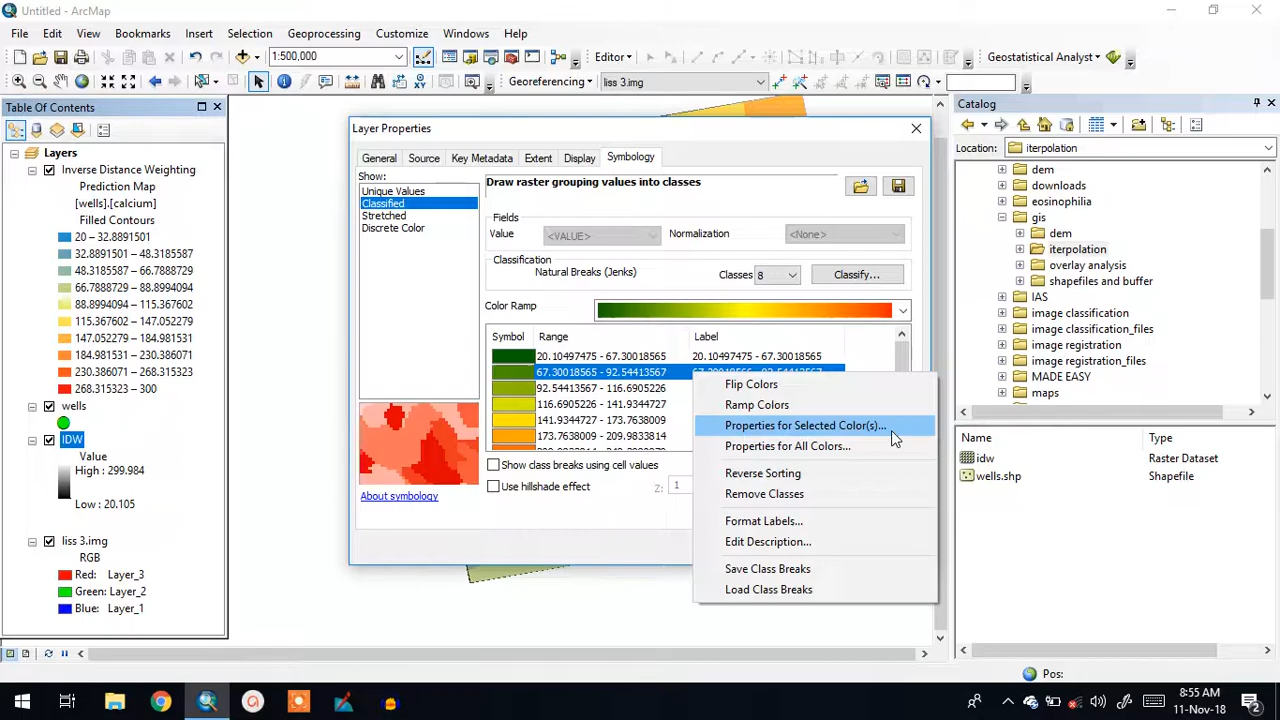 Untitled - ArcMap
File Edit View Bookmarks Insert Selection Geoprocessing Customize Windows Help
1:500,000 Editor Geostatistical Analyst
Georeferencing liss 3.img
Table Of Contents
Layers
Inverse Distance Weighting
Prediction Map
[wells].[calcium]
Filled Contours
20 – 32.8891501
32.8891501 – 48.3185587
48.3185587 – 66.7888729
66.7888729 – 88.8994094
88.8994094 – 115.367602
115.367602 – 147.052279
147.052279 – 184.981531
184.981531 – 230.386071
230.386071 – 268.315323
268.315323 – 300
wells
IDW
Value
High : 299.984
Low : 20.105
liss 3.img
RGB
Red: Layer_3
Green: Layer_2
Blue: Layer_1
Layer Properties
General Source Key Metadata Extent Display Symbology
Show:
Unique Values
Classified
Stretched
Discrete Color
About symbology
Draw raster grouping values into classes
Fields
Value <VALUE> Normalization <None>
Classification
Natural Breaks (Jenks) Classes 8 Classify...
Color Ramp
Symbol Range Label
20.10497475 - 67.30018565 20.10497475 - 67.30018565
67.30018565 - 92.54413567
92.54413567 - 116.6905226
116.6905226 - 141.9344727
141.9344727 - 173.7638009
173.7638009 - 209.9833814
Show class breaks using cell values
Use hillshade effect Z: 1
Flip Colors
Ramp Colors
Properties for Selected Color(s)...
Properties for All Colors...
Reverse Sorting
Remove Classes
Format Labels...
Edit Description...
Save Class Breaks
Load Class Breaks
Catalog
Location: iterpolation
dem
downloads
eosinophilia
gis
dem
iterpolation
overlay analysis
shapefiles and buffer
IAS
image classification
image classification_files
image registration
image registration_files
MADE EASY
maps
Name Type
idw Raster Dataset
wells.shp Shapefile
Pos:
8:55 AM
11-Nov-18
2